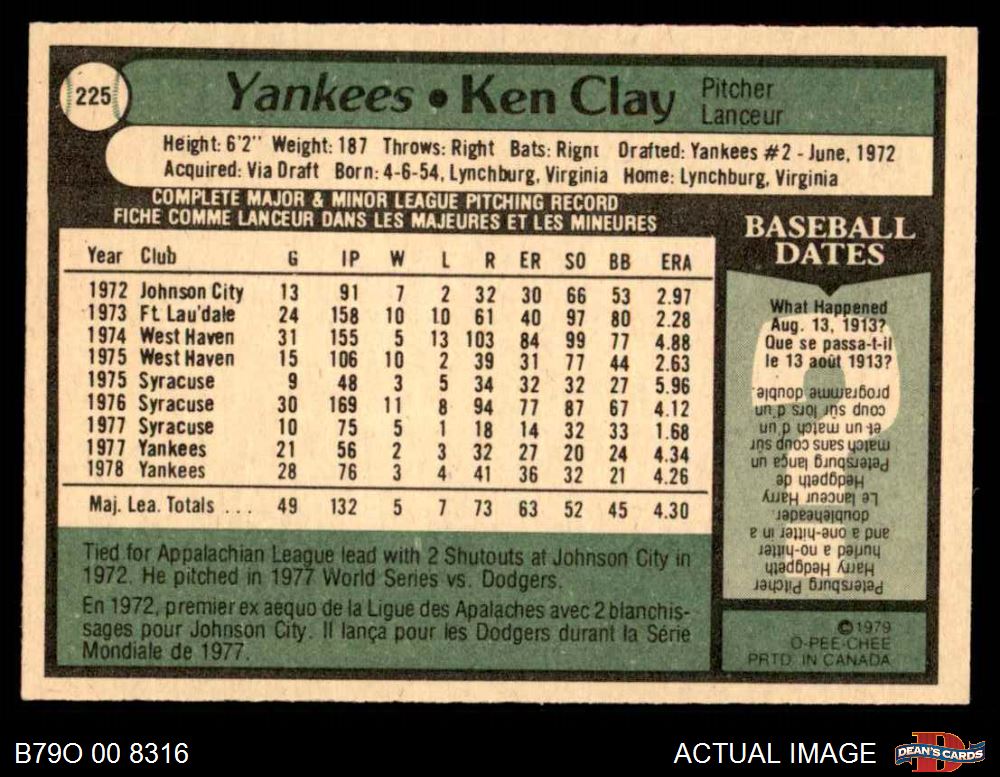 225
Yankees • Ken Clay
Pitcher
Lanceur
Height: 6'2" Weight: 187 Throws: Right Bats: Right Drafted: Yankees #2 - June, 1972
Acquired: Via Draft Born: 4-6-54, Lynchburg, Virginia Home: Lynchburg, Virginia
COMPLETE MAJOR & MINOR LEAGUE PITCHING RECORD
FICHE COMME LANCEUR DANS LES MAJEURES ET LES MINEURES
Year Club G IP W L R ER SO BB ERA
1972 Johnson City 13 91 7 2 32 30 66 53 2.97
1973 Ft. Lau'dale 24 158 10 10 61 40 97 80 2.28
1974 West Haven 31 155 5 13 103 84 99 77 4.88
1975 West Haven 15 106 10 2 39 31 77 44 2.63
1975 Syracuse 9 48 3 5 34 32 32 27 5.96
1976 Syracuse 30 169 11 8 94 77 87 67 4.12
1977 Syracuse 10 75 5 1 18 14 32 33 1.68
1977 Yankees 21 56 2 3 32 27 20 24 4.34
1978 Yankees 28 76 3 4 41 36 32 21 4.26
Maj. Lea. Totals ... 49 132 5 7 73 63 52 45 4.30
Tied for Appalachian League lead with 2 Shutouts at Johnson City in
1972. He pitched in 1977 World Series vs. Dodgers.
En 1972, premier ex aequo de la Ligue des Apalaches avec 2 blanchis-
sages pour Johnson City. Il lança pour les Dodgers durant la Série
Mondiale de 1977.
BASEBALL
DATES
What Happened
Aug. 13, 1913?
Que se passa-t-il
le 13 août 1913?
Petersburg Pitcher
Harry Hedgpeth
hurled a no-hitter
and a one-hitter in a
doubleheader.
Le lanceur Harry
Hedgpeth de
Petersburg lança un
match sans coup sûr
et un match d'un
coup sûr lors d'un
programme double.
©1979
O-PEE-CHEE
PRTD. IN CANADA
B79O 00 8316
ACTUAL IMAGE
DEAN'S CARDS